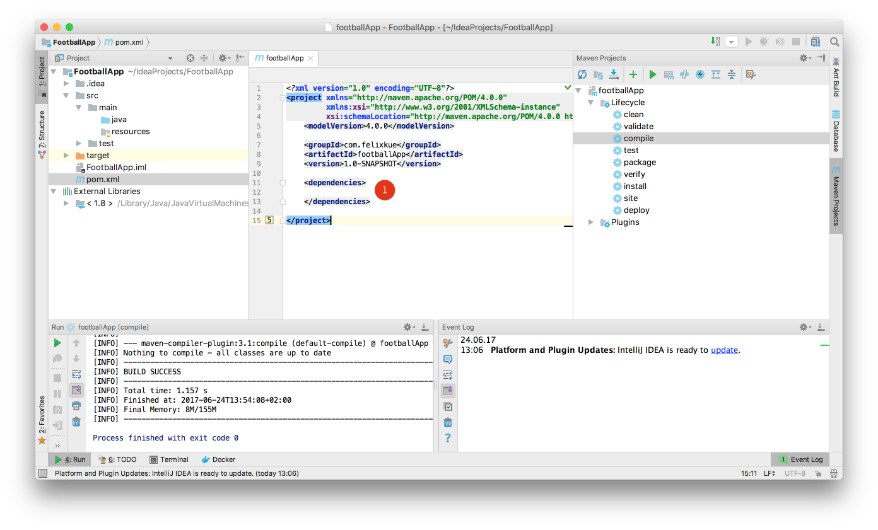 footballApp - FootballApp - [~/IdeaProjects/FootballApp]
FootballApp
pom.xml
1: Project
7: Structure
2: Favorites
Project
FootballApp ~/IdeaProjects/FootballApp
.idea
src
main
java
resources
test
target
FootballApp.iml
pom.xml
External Libraries
< 1.8 > /Library/Java/JavaVirtualMachines
footballApp
1 <?xml version="1.0" encoding="UTF-8"?>
2 <project xmlns="http://maven.apache.org/POM/4.0.0"
3 xmlns:xsi="http://www.w3.org/2001/XMLSchema-instance"
4 xsi:schemaLocation="http://maven.apache.org/POM/4.0.0 ht
5 <modelVersion>4.0.0</modelVersion>
6
7 <groupId>com.felixkue</groupId>
8 <artifactId>footballApp</artifactId>
9 <version>1.0-SNAPSHOT</version>
10
11 <dependencies>
1
12
13 </dependencies>
14
15 5 </project>
Maven Projects
footballApp
Lifecycle
clean
validate
compile
test
package
verify
install
site
deploy
Plugins
Ant Build
Database
Maven Projects
Run footballApp [compile]
[INFO]
[INFO] --- maven-compiler-plugin:3.1:compile (default-compile) @ footballApp
[INFO] Nothing to compile - all classes are up to date
[INFO] ------------------------------------------------------------------------
[INFO] BUILD SUCCESS
[INFO] ------------------------------------------------------------------------
[INFO] Total time: 1.157 s
[INFO] Finished at: 2017-06-24T13:54:08+02:00
[INFO] Final Memory: 8M/155M
[INFO] ------------------------------------------------------------------------
Process finished with exit code 0
Event Log
24.06.17
13:06 Platform and Plugin Updates: IntelliJ IDEA is ready to update.
4: Run
6: TODO
Terminal
Docker
1 Event Log
Platform and Plugin Updates: IntelliJ IDEA is ready to update. (today 13:06)
15:11 LF UTF-8